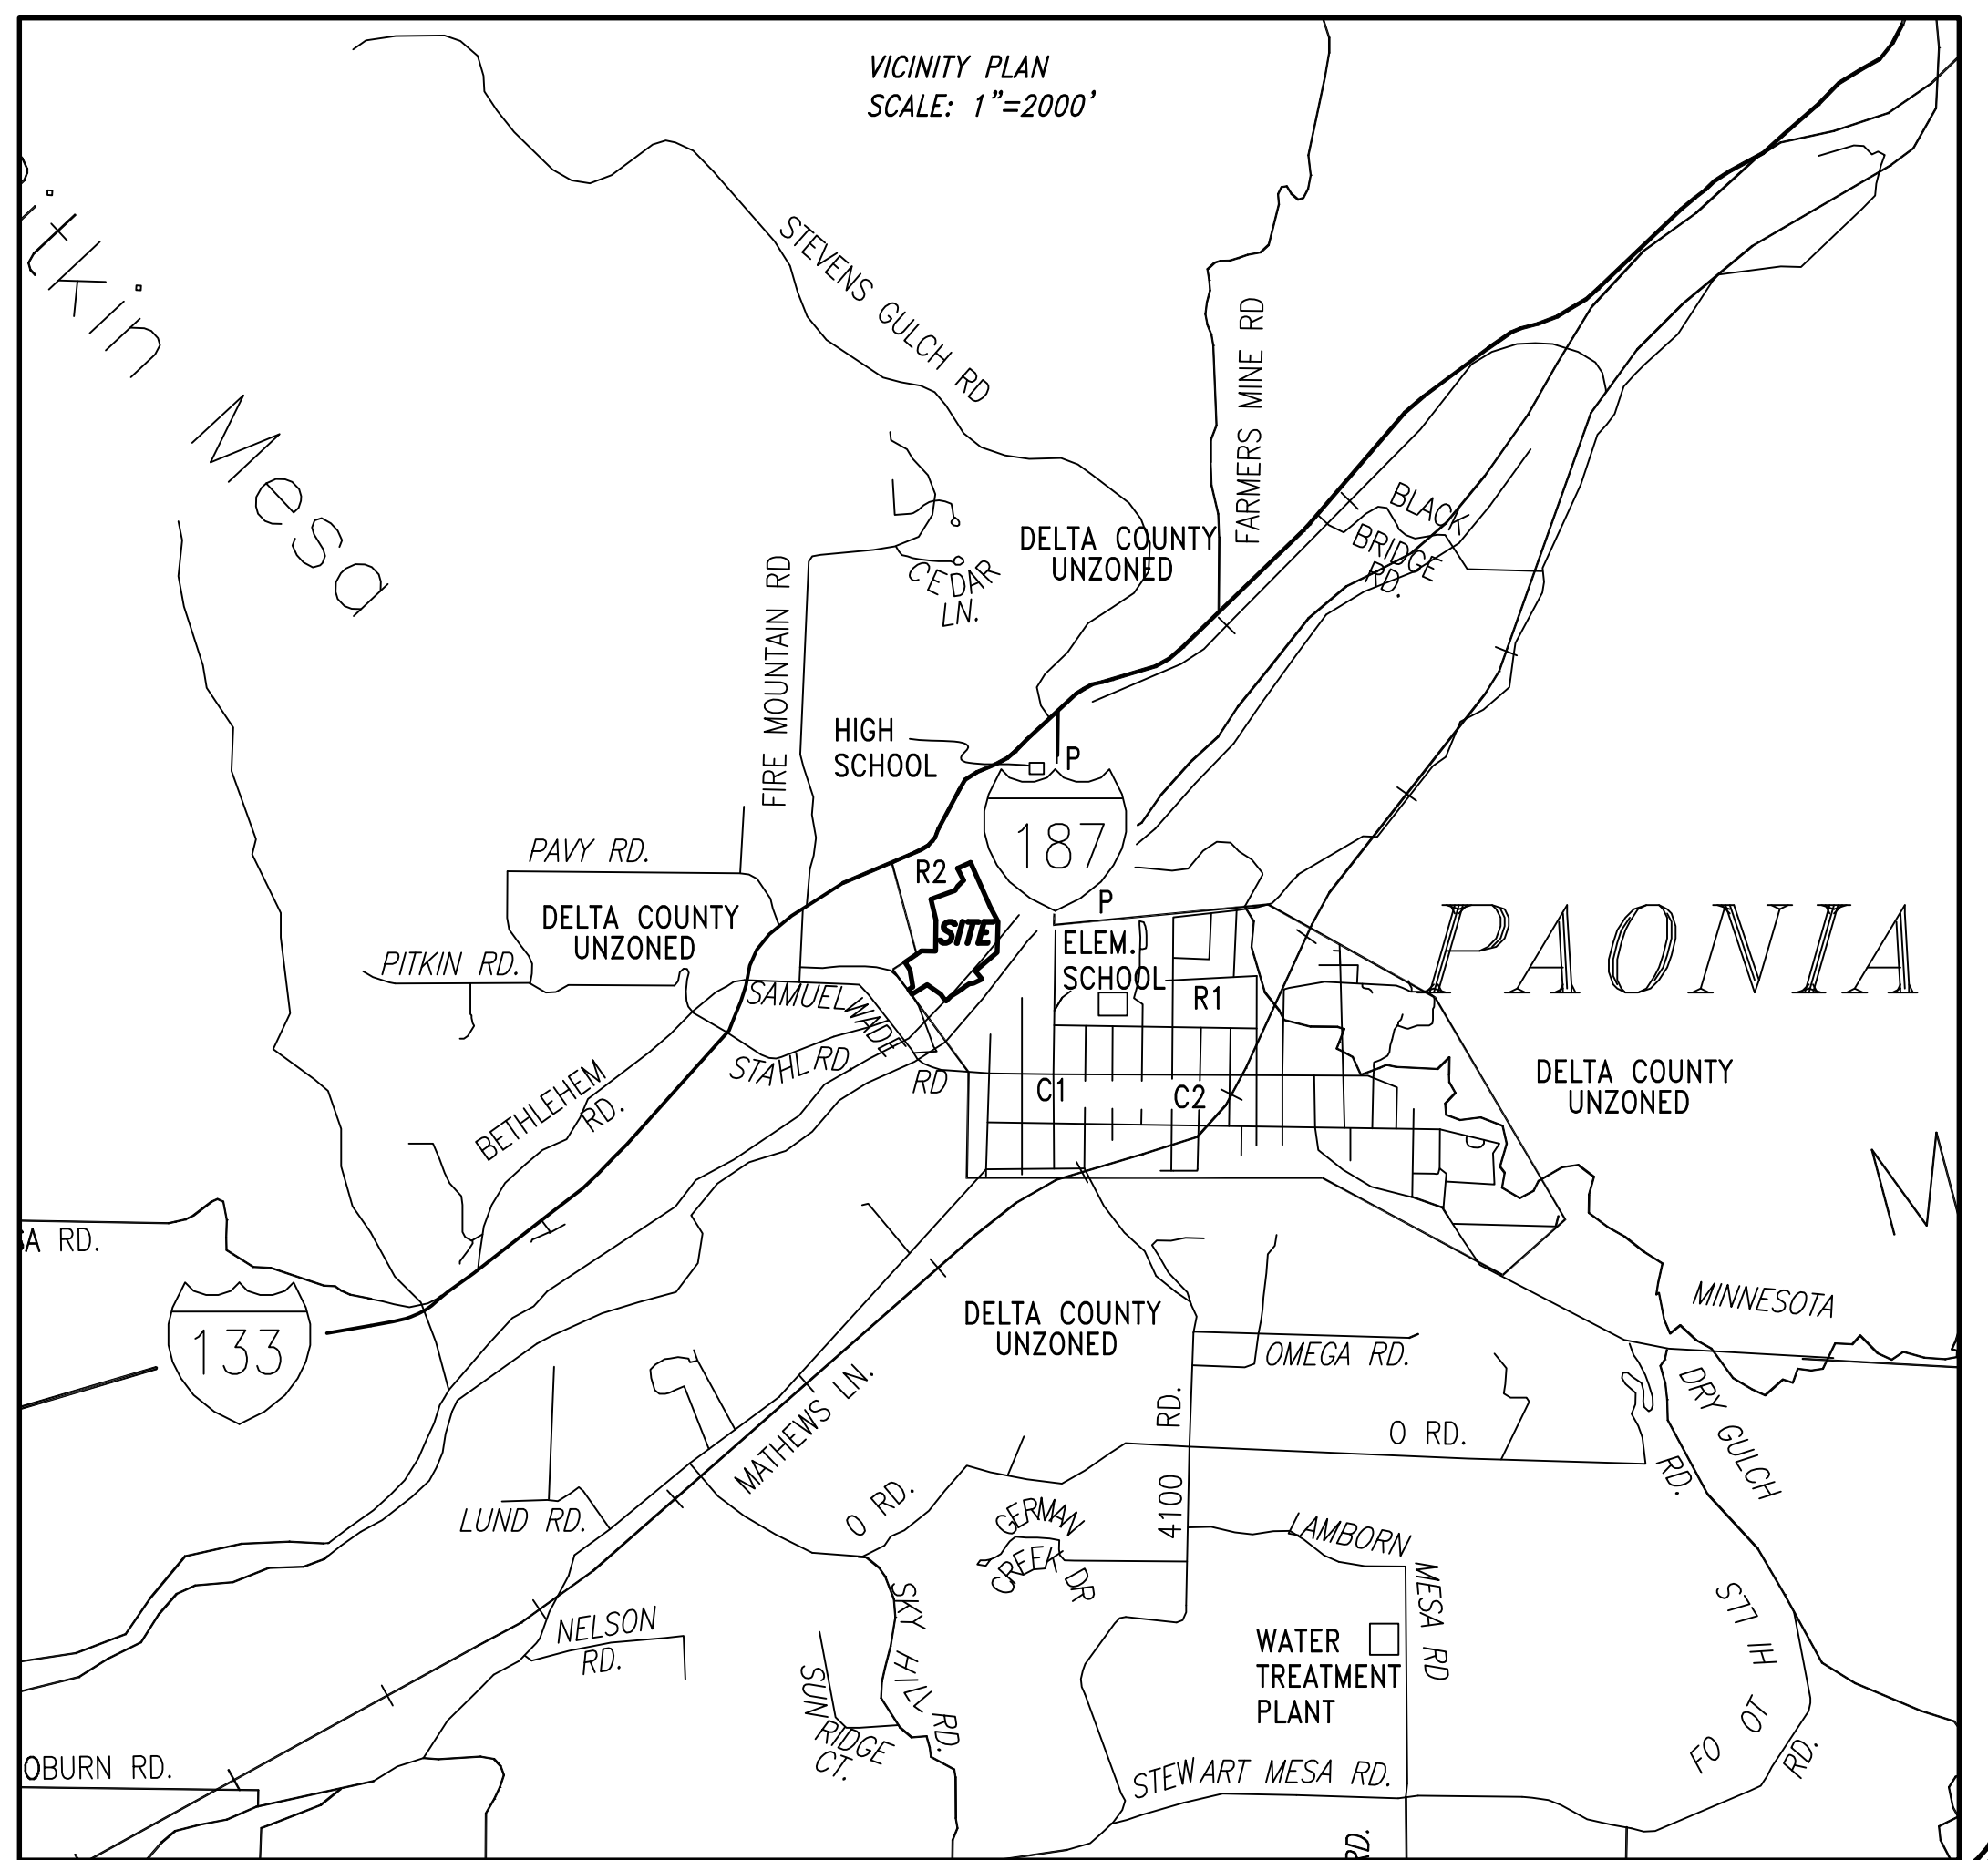 VICINITY PLAN
SCALE: 1"=2000'
itkin Mesa
STEVENS GULCH RD
FARMERS MINE RD
BLACK
BRIDGE
RD.
DELTA COUNTY
UNZONED
CEDAR
LN.
FIRE MOUNTAIN RD
HIGH
SCHOOL
P
187
PAVY RD.
R2
P
DELTA COUNTY
UNZONED
SITE
ELEM.
SCHOOL
PAONIA
PITKIN RD.
SAMUEL
WADE
RD
R1
STAHL RD.
C1
C2
DELTA COUNTY
UNZONED
BETHLEHEM
RD.
M
A RD.
133
DELTA COUNTY
UNZONED
MINNESOTA
OMEGA RD.
MATHEWS LN.
4100 RD.
O RD.
DRY GULCH
RD.
LUND RD.
O RD.
GERMAN
CREEK DR
LAMBORN
MESA RD
NELSON
RD.
SKY HILL RD.
SUN
RIDGE
CT.
WATER
TREATMENT
PLANT
FOOT
HILLS
RD.
OBURN RD.
STEWART MESA RD.
RD.